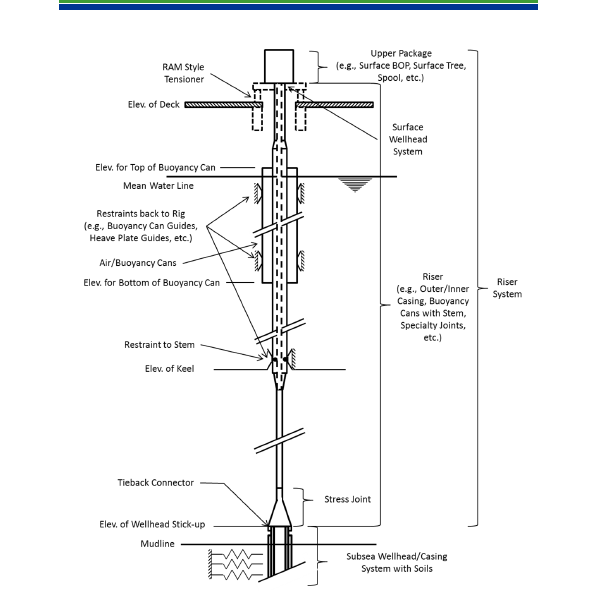 Upper Package
(e.g., Surface BOP, Surface Tree,
Spool, etc.)
RAM Style
Tensioner
Elev. of Deck
Surface
Wellhead
System
Elev. for Top of Buoyancy Can
Mean Water Line
Restraints back to Rig
(e.g., Buoyancy Can Guides,
Heave Plate Guides, etc.)
Air/Buoyancy Cans
Elev. for Bottom of Buoyancy Can
Riser
(e.g., Outer/Inner
Casing, Buoyancy
Cans with Stem,
Specialty Joints,
etc.)
Riser
System
Restraint to Stem
Elev. of Keel
Tieback Connector
Stress Joint
Elev. of Wellhead Stick-up
Mudline
Subsea Wellhead/Casing
System with Soils